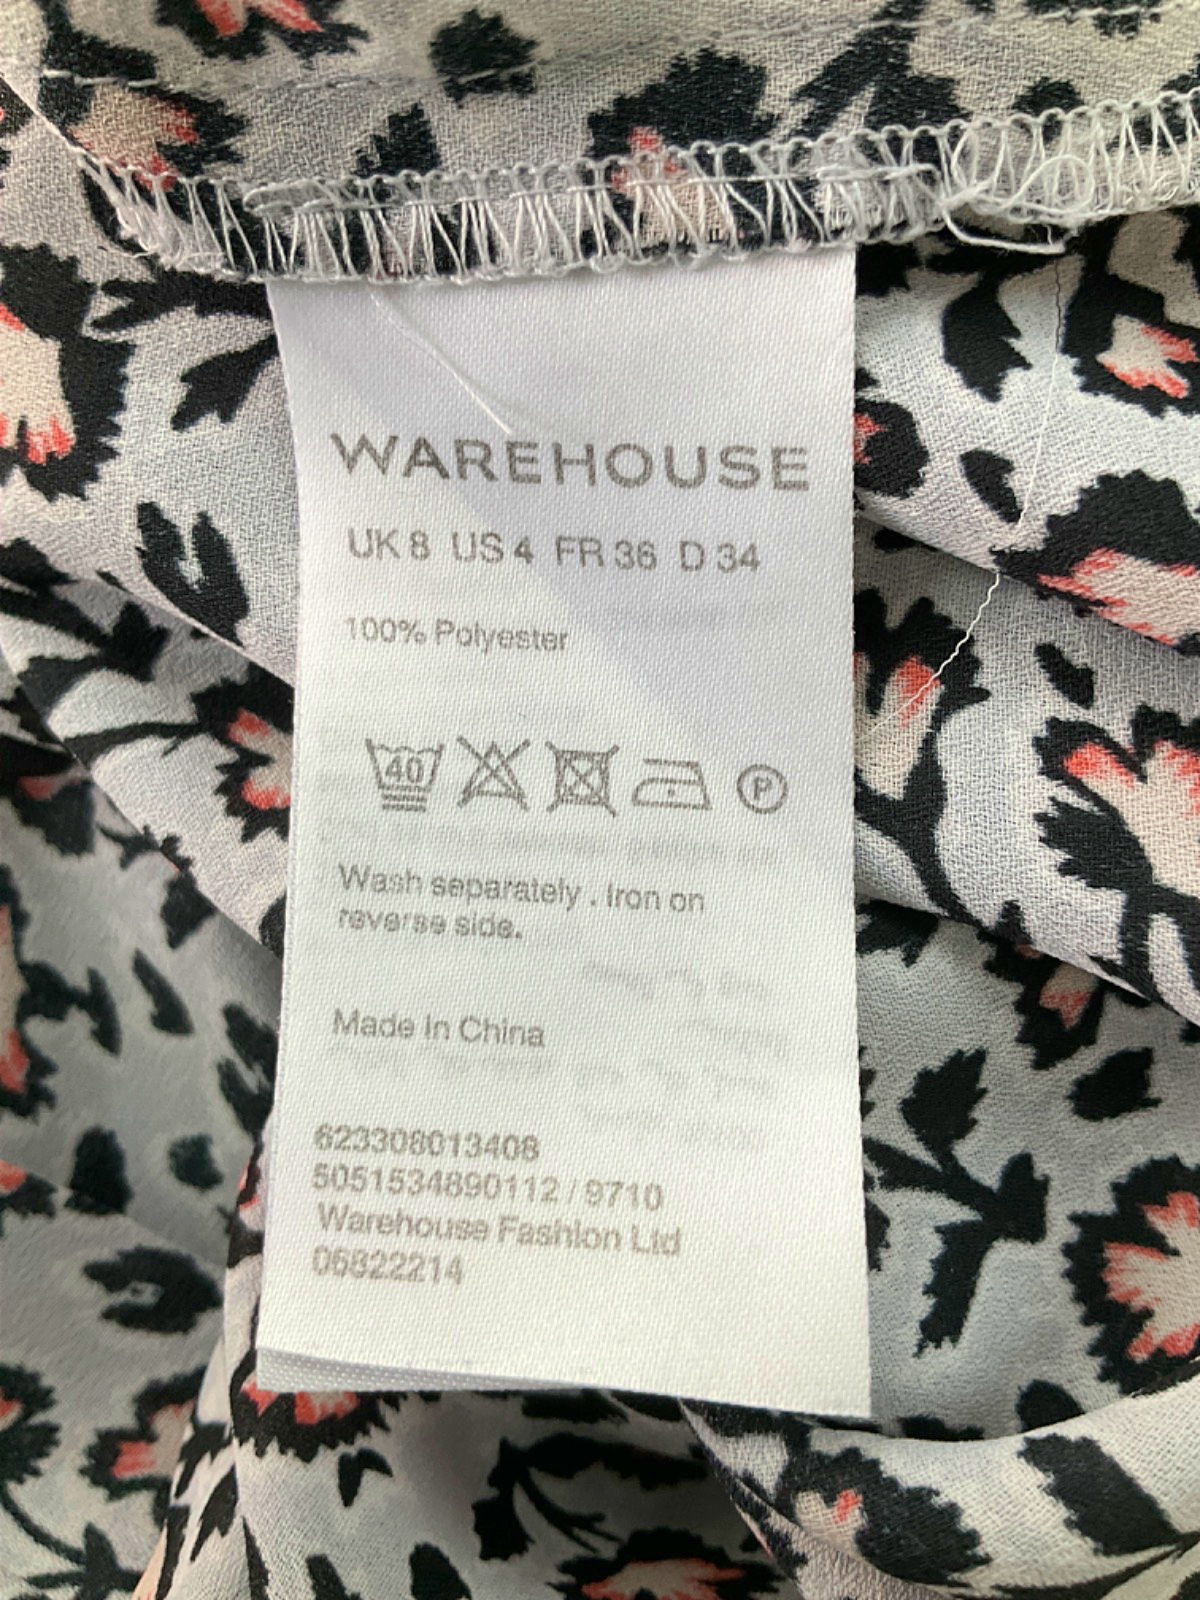 WAREHOUSE
UK 8 US 4 FR 36 D 34
100% Polyester
40 P
Wash separately . Iron on
reverse side.
Made In China
623308013408
5051534890112 / 9710
Warehouse Fashion Ltd
06822214